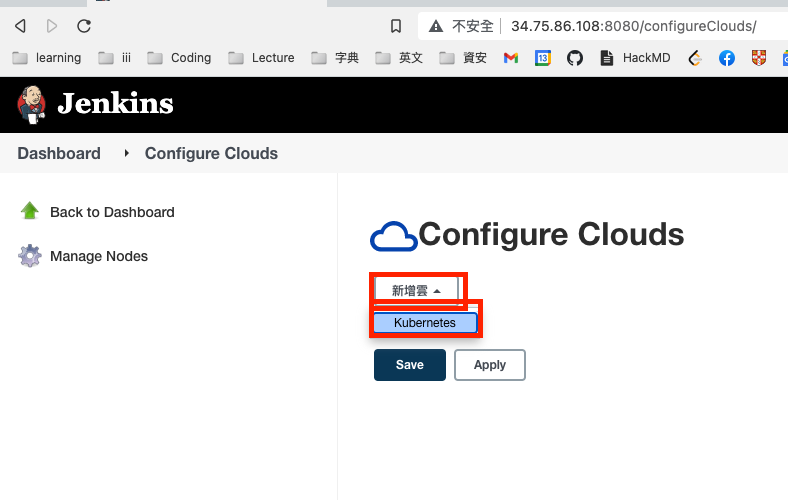 不安全 34.75.86.108:8080/configureClouds/
learning iii Coding Lecture 字典 英文 資安 13 HackMD
Jenkins
Dashboard Configure Clouds
Back to Dashboard
Manage Nodes
Configure Clouds
新增雲
Kubernetes
Save Apply